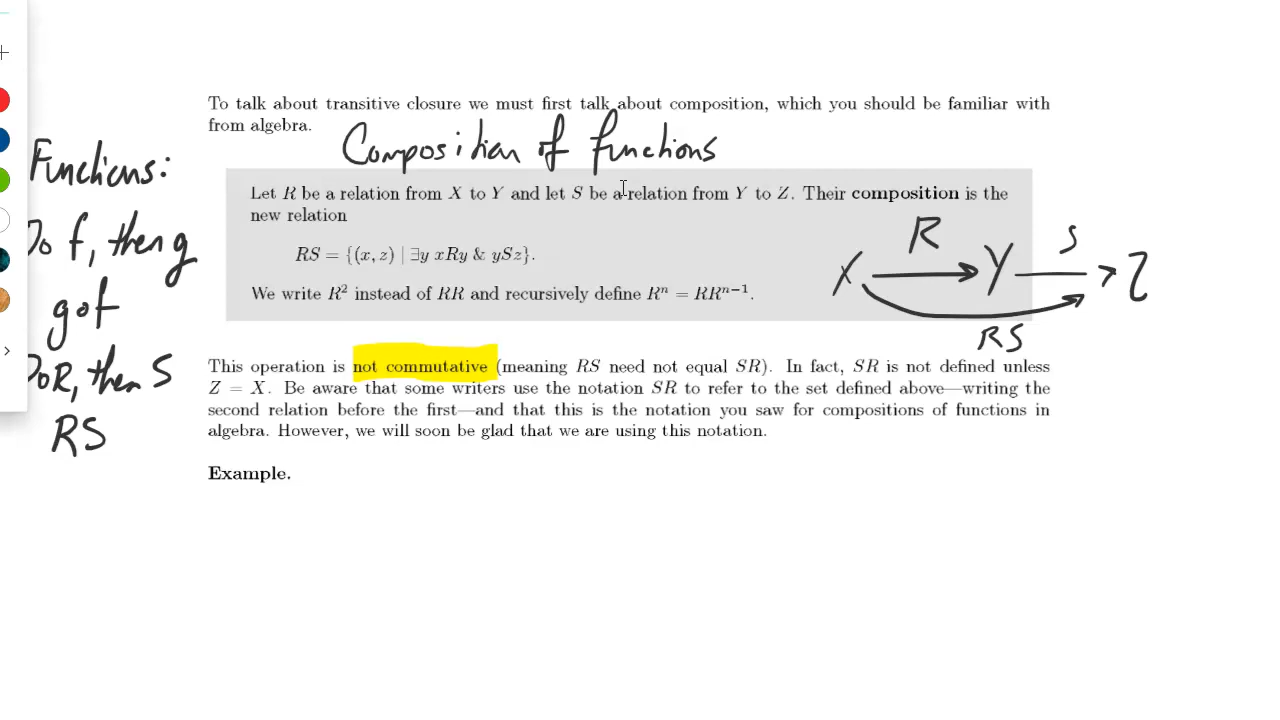 To talk about transitive closure we must first talk about composition, which you should be familiar with
from algebra.
Composition of functions
Let R be a relation from X to Y and let S be a relation from Y to Z. Their composition is the
new relation
RS = {(x, z) | ∃y xRy & ySz}.
We write R² instead of RR and recursively define Rⁿ = RRⁿ⁻¹.
X R Y S Z
RS
This operation is not commutative (meaning RS need not equal SR). In fact, SR is not defined unless
Z = X. Be aware that some writers use the notation SR to refer to the set defined above—writing the
second relation before the first—and that this is the notation you saw for compositions of functions in
algebra. However, we will soon be glad that we are using this notation.
Example.
Functions:
Do f, then g
gof
Do R, then S
RS